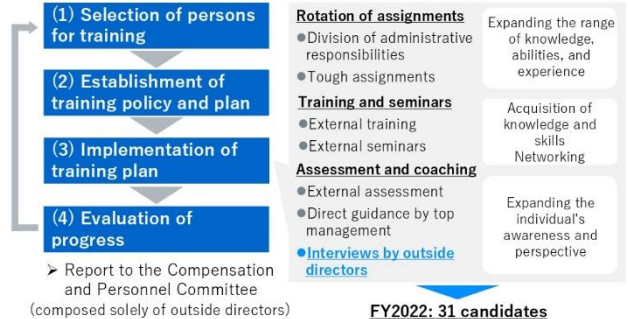 (1) Selection of persons
for training
(2) Establishment of
training policy and plan
(3) Implementation of
training plan
(4) Evaluation of
progress
➢ Report to the Compensation
and Personnel Committee
(composed solely of outside directors)
Rotation of assignments
●Division of administrative
responsibilities
●Tough assignments
Expanding the range
of knowledge,
abilities, and
experience
Training and seminars
●External training
●External seminars
Acquisition of
knowledge and
skills
Networking
Assessment and coaching
●External assessment
●Direct guidance by top
management
●Interviews by outside
directors
Expanding the
individual's
awareness and
perspective
FY2022: 31 candidates